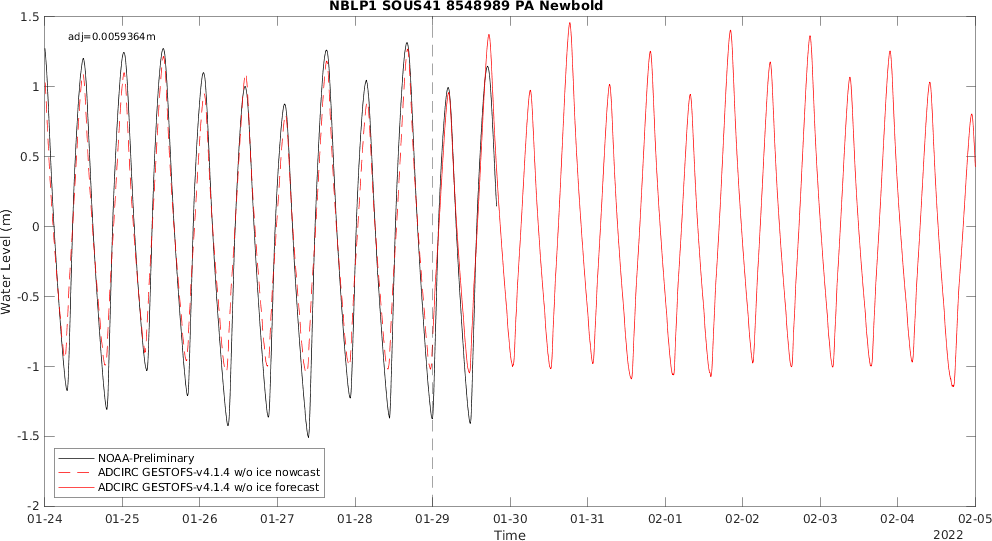 NBLP1 SOUS41 8548989 PA Newbold
adj=0.0059364m
1.5
1
0.5
0
-0.5
-1
-1.5
-2
Water Level (m)
NOAA-Preliminary
ADCIRC GESTOFS-v4.1.4 w/o ice nowcast
ADCIRC GESTOFS-v4.1.4 w/o ice forecast
01-24 01-25 01-26 01-27 01-28 01-29 01-30 01-31 02-01 02-02 02-03 02-04 02-05
Time
2022